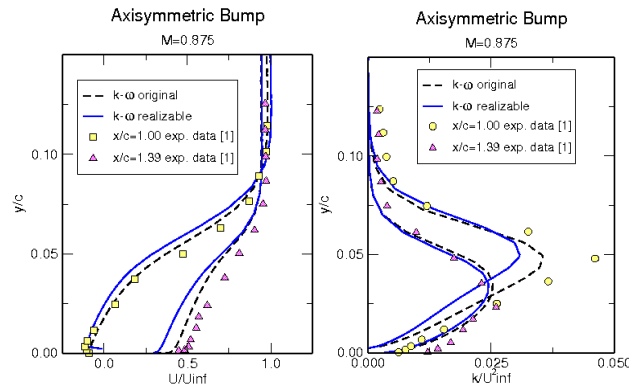 Axisymmetric Bump
M=0.875
k-ω original
k-ω realizable
x/c=1.00 exp. data [1]
x/c=1.39 exp. data [1]
y/c
0.10
0.05
0.00
0.0
0.5
1.0
U/Uinf
Axisymmetric Bump
M=0.875
k-ω original
k-ω realizable
x/c=1.00 exp. data [1]
x/c=1.39 exp. data [1]
y/c
0.10
0.05
0.00
0.000
0.025
0.050
k/U²inf